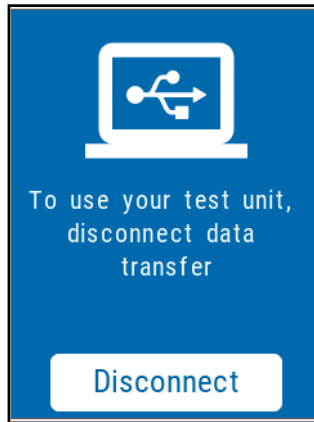 To use your test unit,
disconnect data
transfer
Disconnect